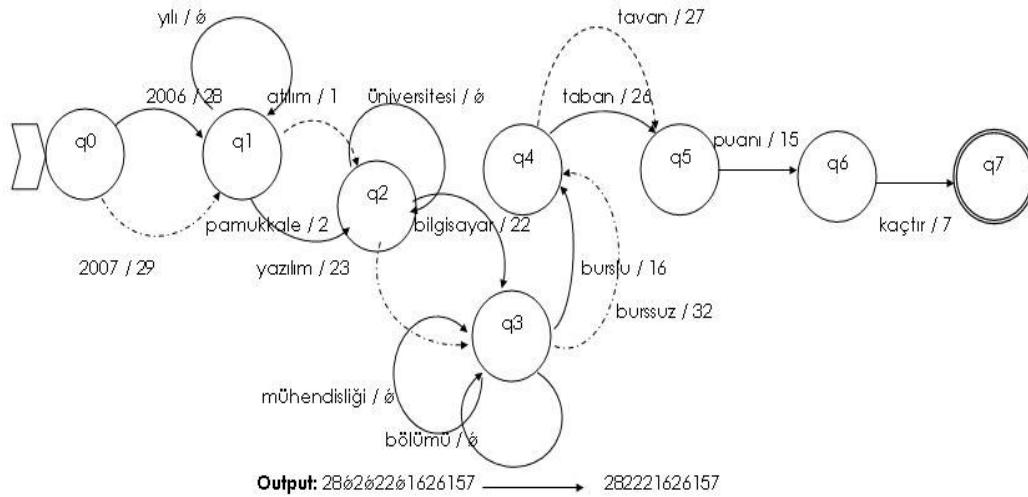 yılı / ǿ
tavan / 27
2006 / 28
atılım / 1
üniversitesi / ǿ
taban / 26
q0
q1
q2
q4
q5
puanı / 15
q6
q7
pamukkale / 2
bilgisayar / 22
kaçtır / 7
2007 / 29
yazılım / 23
burslu / 16
burssuz / 32
q3
mühendisliği / ǿ
bölümü / ǿ
Output: 28ǿ2ǿ22ǿ1626157 282221626157